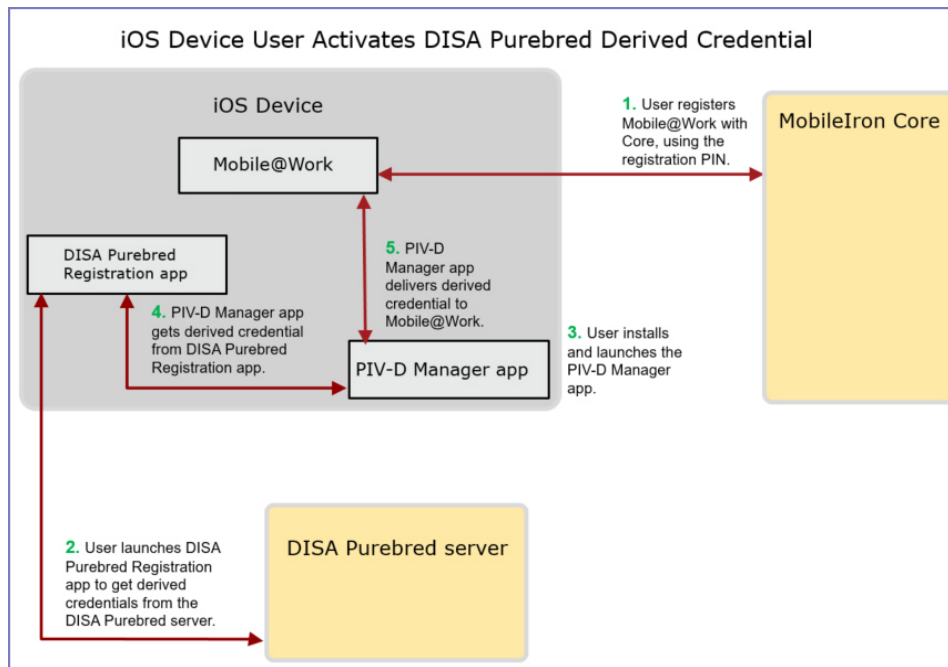 iOS Device User Activates DISA Purebred Derived Credential
iOS Device
Mobile@Work
1. User registers
Mobile@Work with
Core, using the
registration PIN.
MobileIron Core
DISA Purebred
Registration app
5. PIV-D
Manager app
delivers derived
credential to
Mobile@Work.
4. PIV-D Manager app
gets derived credential
from DISA Purebred
Registration app.
PIV-D Manager app
3. User installs
and launches the
PIV-D Manager
app.
2. User launches DISA
Purebred Registration
app to get derived
credentials from the
DISA Purebred server.
DISA Purebred server